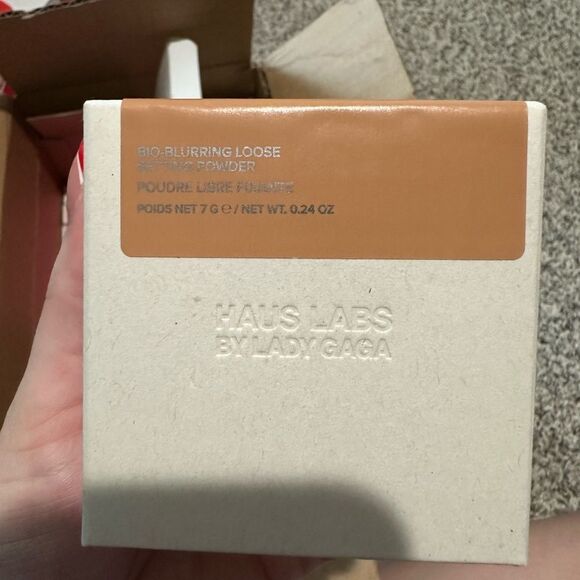 BIO-BLURRING LOOSE
SETTING POWDER
POUDRE LIBRE FIXANTE
POIDS NET 7 G ℮ / NET WT. 0.24 OZ
HAUS LABS
BY LADY GAGA